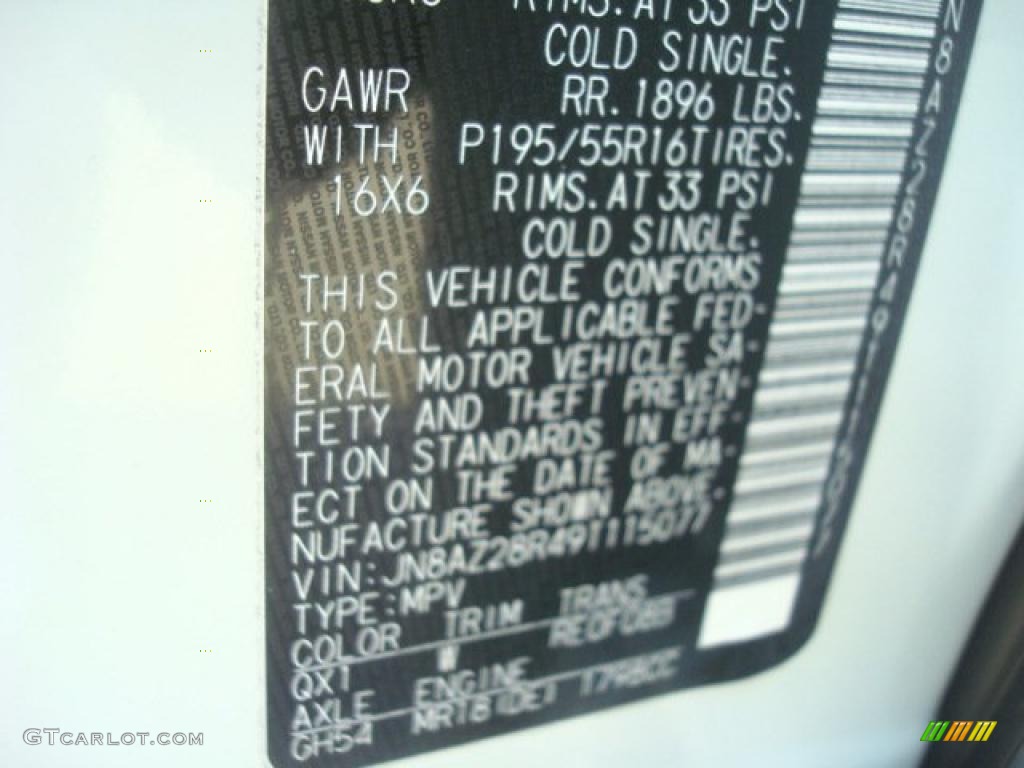 RIMS. AT 33 PSI
COLD SINGLE.
GAWR RR. 1896 LBS.
WITH P195/55R16TIRES.
16X6 RIMS. AT 33 PSI
COLD SINGLE.
THIS VEHICLE CONFORMS
TO ALL APPLICABLE FED-
ERAL MOTOR VEHICLE SA-
FETY AND THEFT PREVEN-
TION STANDARDS IN EFF-
ECT ON THE DATE OF MA-
NUFACTURE SHOWN ABOVE.
VIN:JN8AZ28R49T115077
TYPE:MPV
COLOR TRIM TRANS
QX1 RE0F08B
AXLE ENGINE
GH54 MR18(DE) 1798CC
GTCARLOT.COM